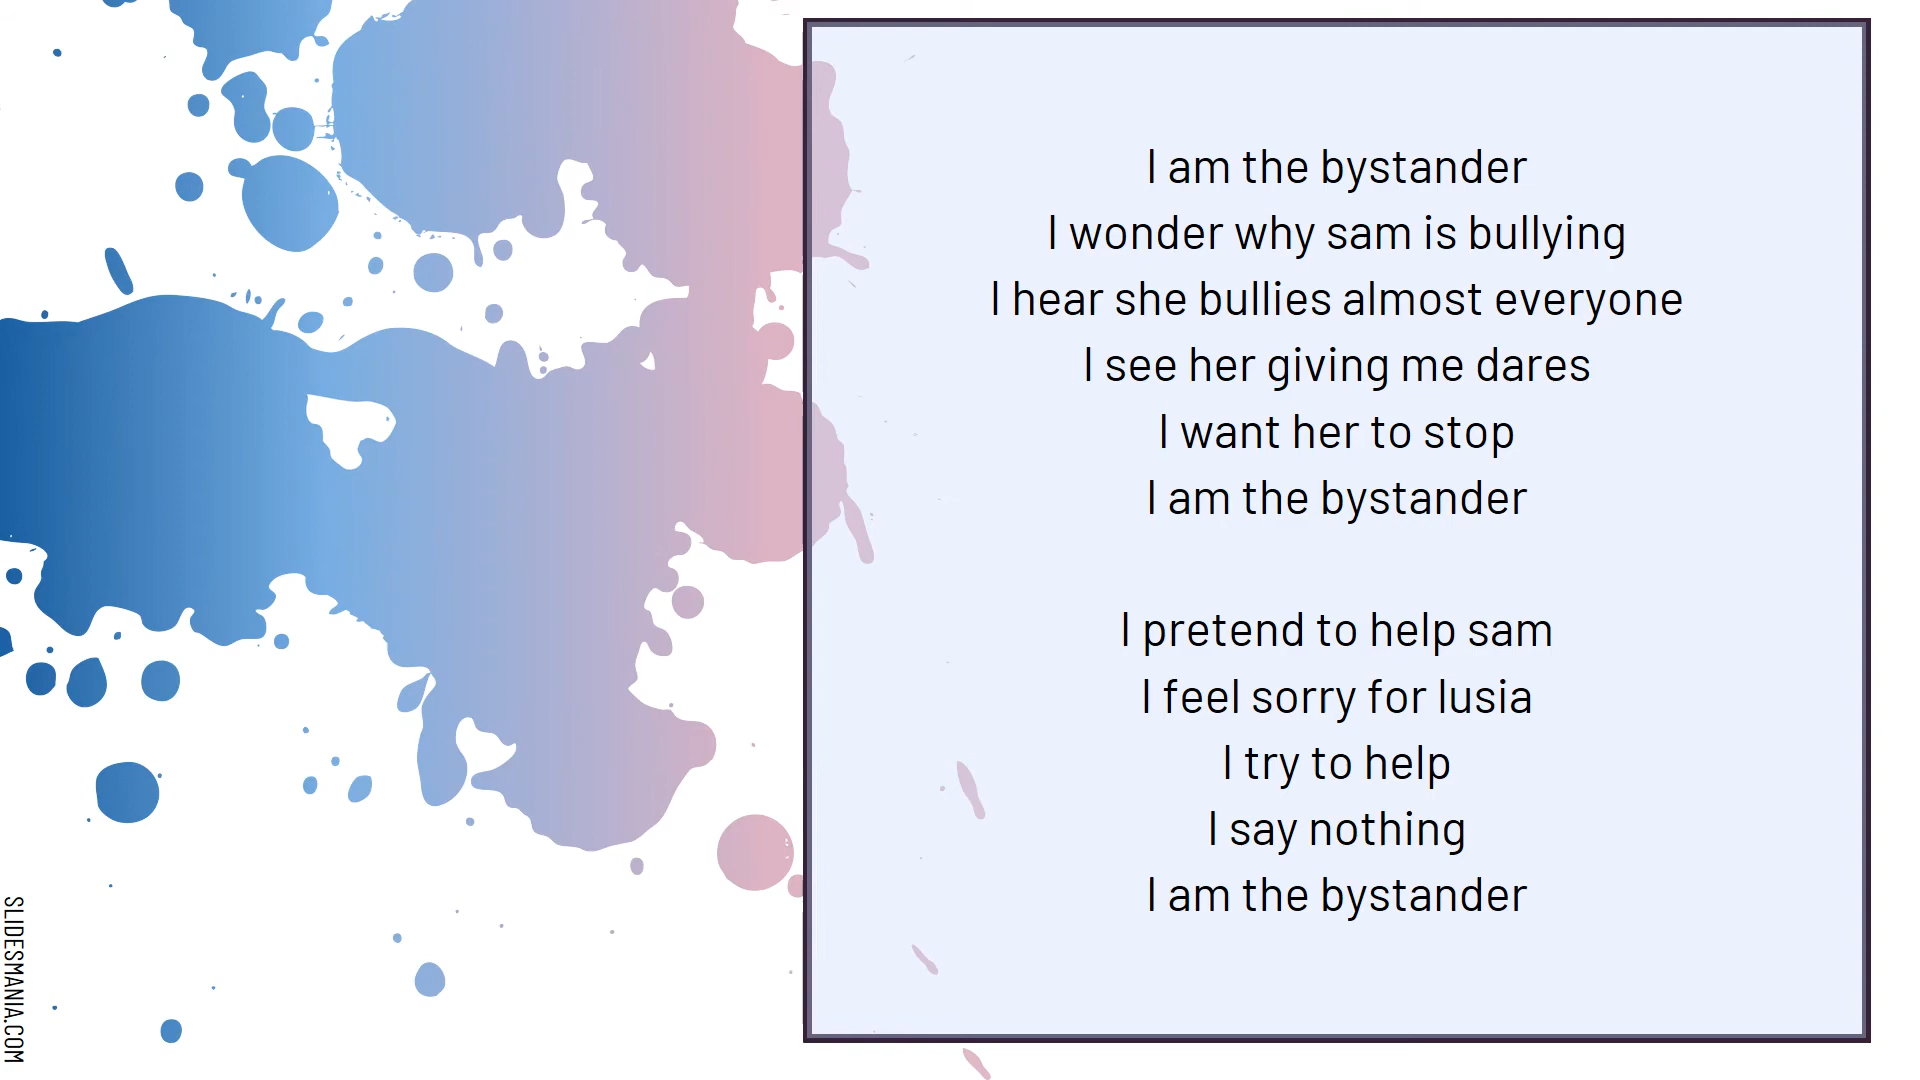 I am the bystander
I wonder why sam is bullying
I hear she bullies almost everyone
I see her giving me dares
I want her to stop
I am the bystander
I pretend to help sam
I feel sorry for lusia
I try to help
I say nothing
I am the bystander
SLIDESMANIA.COM